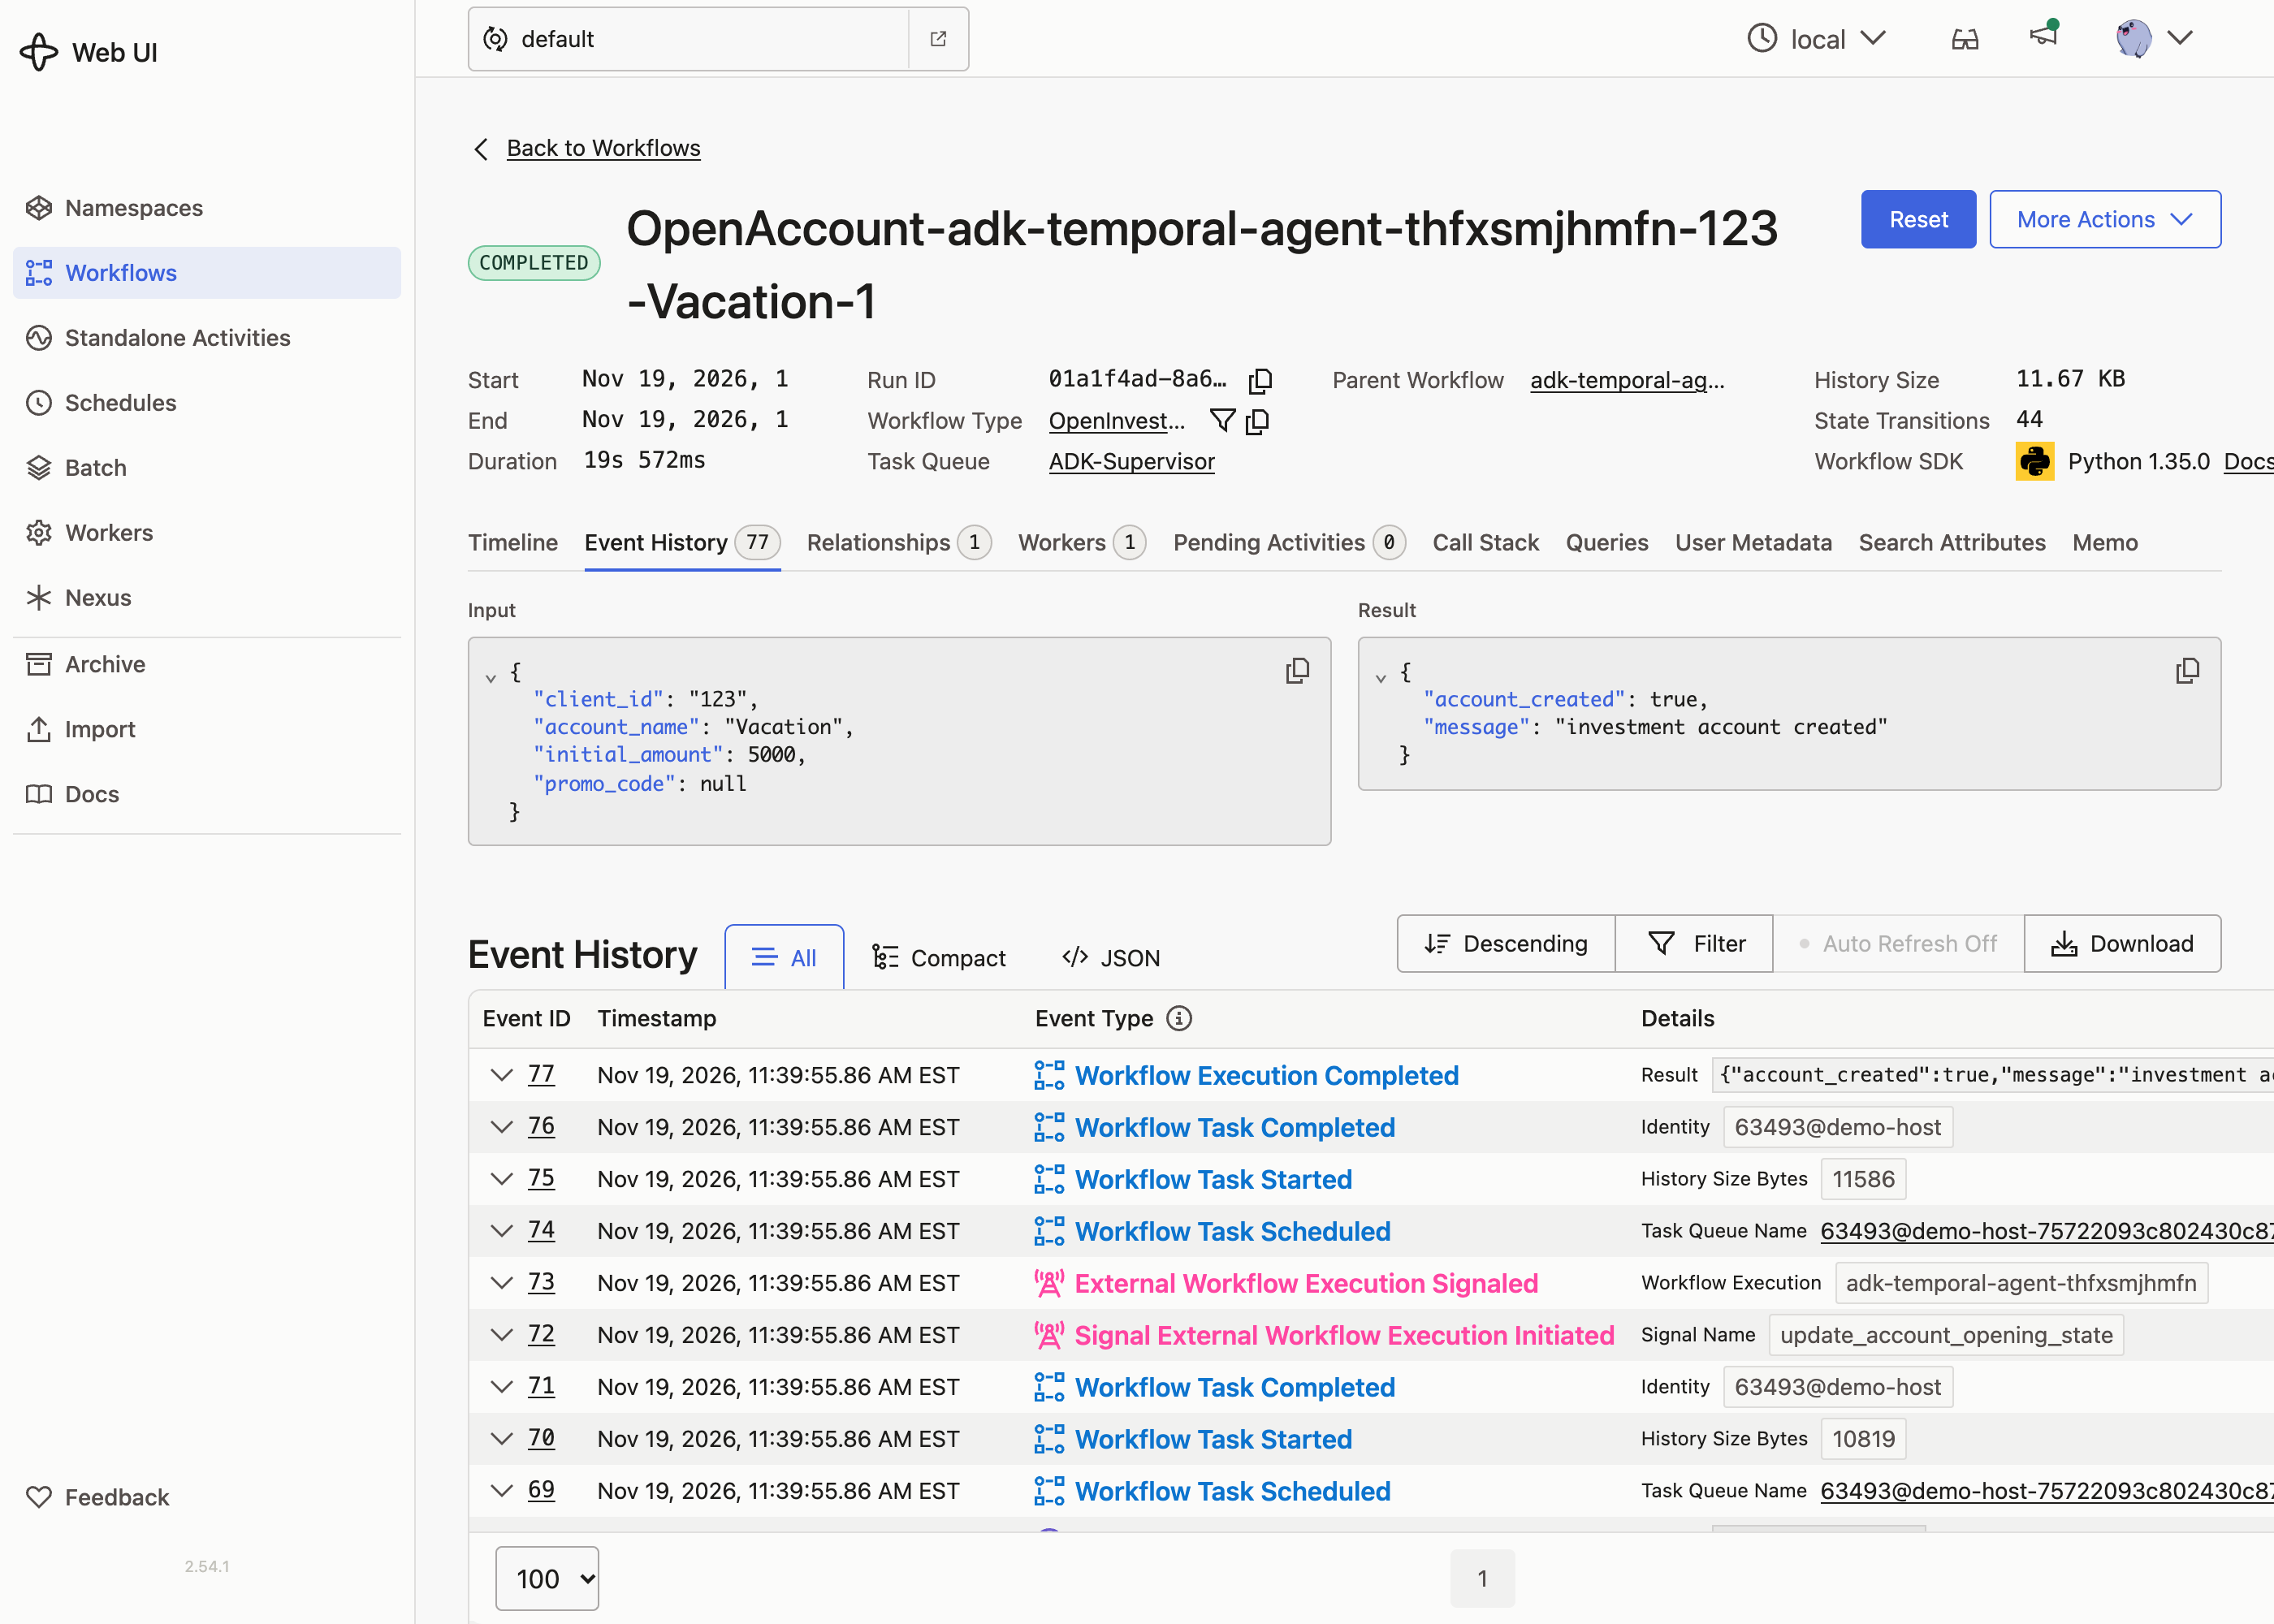 Web UI
default
local
Namespaces
Workflows
Standalone Activities
Schedules
Batch
Workers
Nexus
Archive
Import
Docs
Feedback
2.54.1
Back to Workflows
COMPLETED
OpenAccount-adk-temporal-agent-thfxsmjhmfn-123
-Vacation-1
Reset
More Actions
Start Nov 19, 2026, 1
End Nov 19, 2026, 1
Duration 19s 572ms
Run ID 01a1f4ad-8a6…
Workflow Type OpenInvest…
Task Queue ADK-Supervisor
Parent Workflow adk-temporal-ag…
History Size 11.67 KB
State Transitions 44
Workflow SDK Python 1.35.0 Docs
Timeline Event History 77 Relationships 1 Workers 1 Pending Activities 0 Call Stack Queries User Metadata Search Attributes Memo
Input
{
"client_id": "123",
"account_name": "Vacation",
"initial_amount": 5000,
"promo_code": null
}
Result
{
"account_created": true,
"message": "investment account created"
}
Event History All Compact JSON Descending Filter Auto Refresh Off Download
Event ID Timestamp Event Type Details
77 Nov 19, 2026, 11:39:55.86 AM EST Workflow Execution Completed Result {"account_created":true,"message":"investment a
76 Nov 19, 2026, 11:39:55.86 AM EST Workflow Task Completed Identity 63493@demo-host
75 Nov 19, 2026, 11:39:55.86 AM EST Workflow Task Started History Size Bytes 11586
74 Nov 19, 2026, 11:39:55.86 AM EST Workflow Task Scheduled Task Queue Name 63493@demo-host-75722093c802430c87
73 Nov 19, 2026, 11:39:55.86 AM EST External Workflow Execution Signaled Workflow Execution adk-temporal-agent-thfxsmjhmfn
72 Nov 19, 2026, 11:39:55.86 AM EST Signal External Workflow Execution Initiated Signal Name update_account_opening_state
71 Nov 19, 2026, 11:39:55.86 AM EST Workflow Task Completed Identity 63493@demo-host
70 Nov 19, 2026, 11:39:55.86 AM EST Workflow Task Started History Size Bytes 10819
69 Nov 19, 2026, 11:39:55.86 AM EST Workflow Task Scheduled Task Queue Name 63493@demo-host-75722093c802430c87
100
1